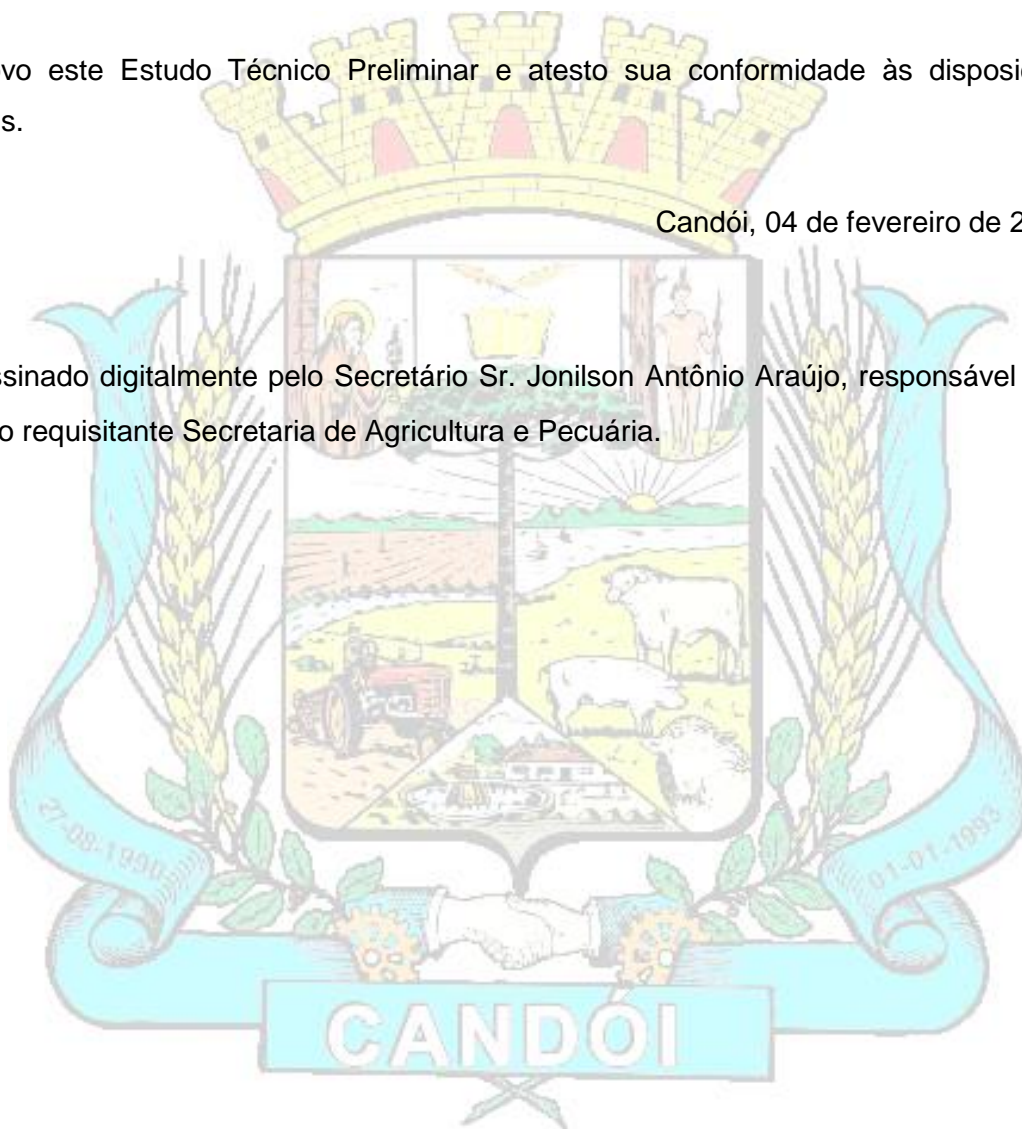 vo este Estudo Técnico Preliminar e atesto sua conformidade às disposi
s.
Candói, 04 de fevereiro de 2
ssinado digitalmente pelo Secretário Sr. Jonilson Antônio Araújo, responsável
o requisitante Secretaria de Agricultura e Pecuária.
27-08-1990
01-01-1993
CANDÓI